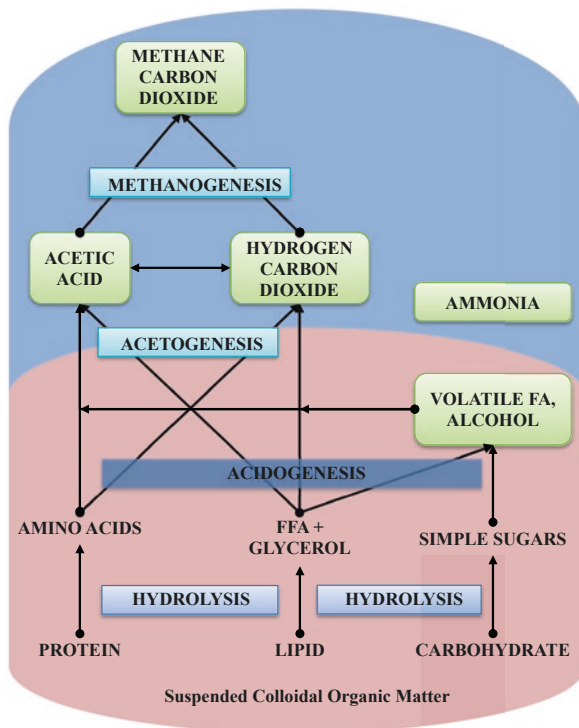 METHANE
CARBON
DIOXIDE
METHANOGENESIS
ACETIC
ACID
HYDROGEN
CARBON
DIOXIDE
AMMONIA
ACETOGENESIS
VOLATILE FA,
ALCOHOL
ACIDOGENESIS
AMINO ACIDS
FFA +
GLYCEROL
SIMPLE SUGARS
HYDROLYSIS
HYDROLYSIS
PROTEIN
LIPID
CARBOHYDRATE
Suspended Colloidal Organic Matter